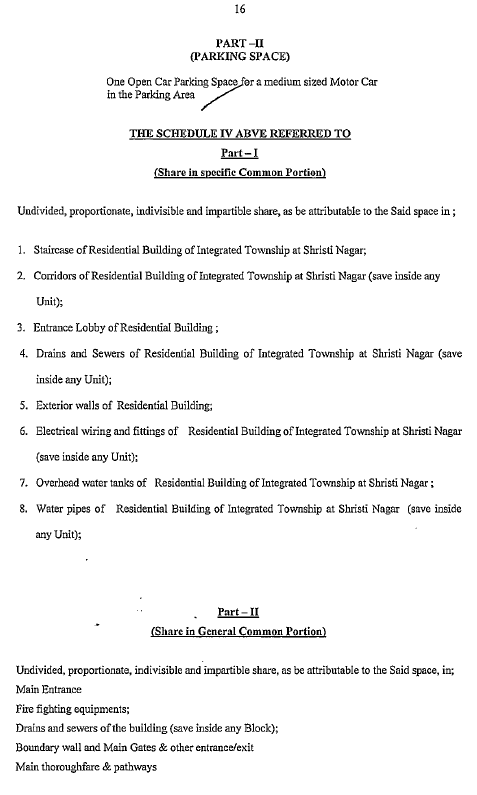 16
PART –II
(PARKING SPACE)
One Open Car Parking Space for a medium sized Motor Car
in the Parking Area
THE SCHEDULE IV ABVE REFERRED TO
Part – I
(Share in specific Common Portion)
Undivided, proportionate, indivisible and impartible share, as be attributable to the Said space in ;
1. Staircase of Residential Building of Integrated Township at Shristi Nagar;
2. Corridors of Residential Building of Integrated Township at Shristi Nagar (save inside any
Unit);
3. Entrance Lobby of Residential Building ;
4. Drains and Sewers of Residential Building of Integrated Township at Shristi Nagar (save
inside any Unit);
5. Exterior walls of Residential Building;
6. Electrical wiring and fittings of Residential Building of Integrated Township at Shristi Nagar
(save inside any Unit);
7. Overhead water tanks of Residential Building of Integrated Township at Shristi Nagar ;
8. Water pipes of Residential Building of Integrated Township at Shristi Nagar (save inside
any Unit);
Part – II
(Share in General Common Portion)
Undivided, proportionate, indivisible and impartible share, as be attributable to the Said space, in;
Main Entrance
Fire fighting equipments;
Drains and sewers of the building (save inside any Block);
Boundary wall and Main Gates & other entrance/exit
Main thoroughfare & pathways